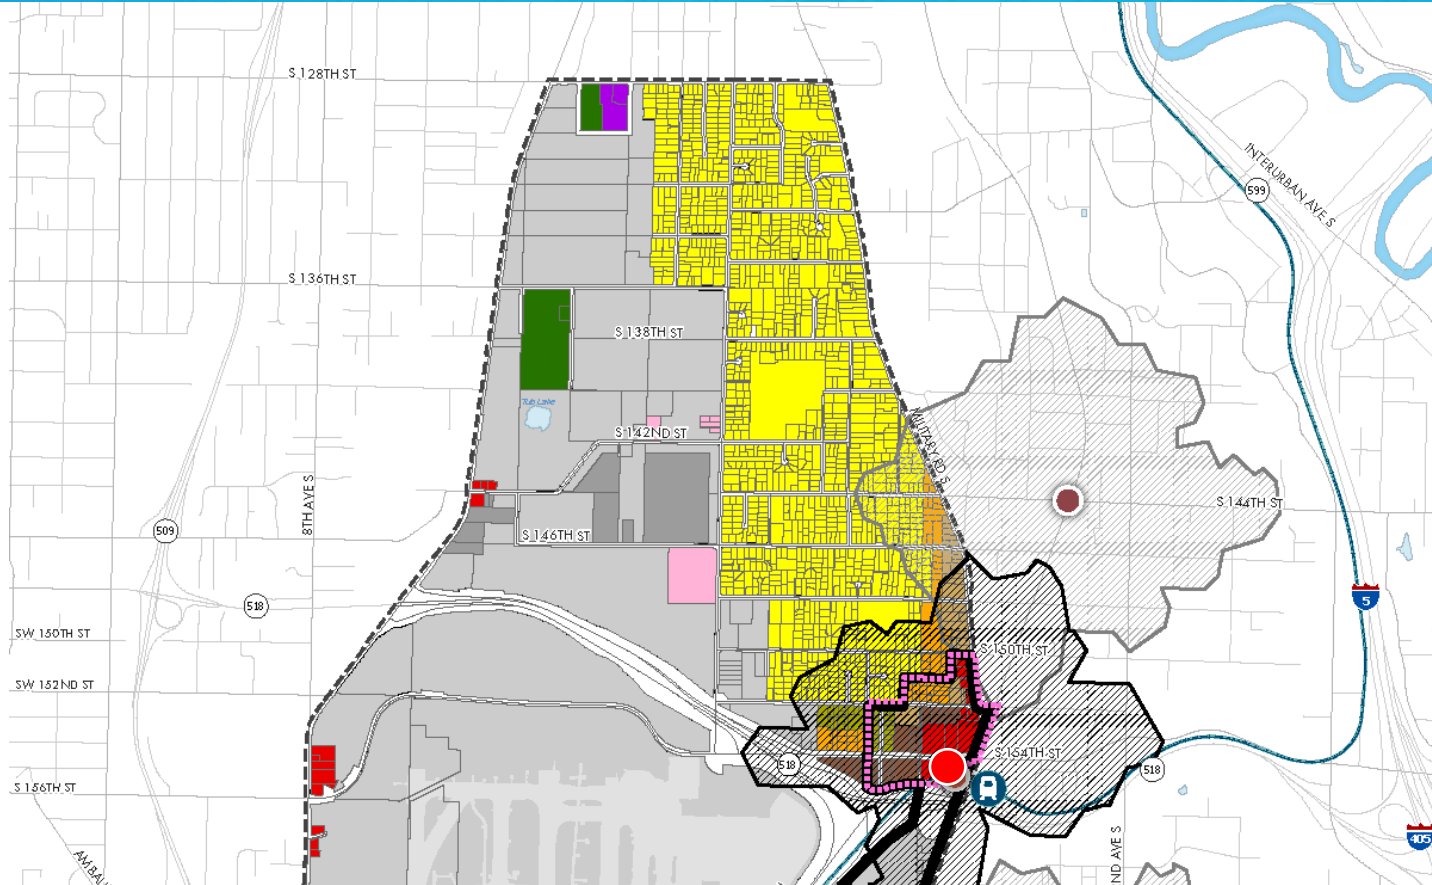 S 128TH ST
INTERURBAN AVE S
599
S 136TH ST
S 138TH ST
Tub Lake
MILITARY RD S
S 142ND ST
8TH AVE S
S 144TH ST
509
S 146TH ST
518
5
SW 150TH ST
S 150TH ST
SW 152ND ST
S 154TH ST
518
518
S 156TH ST
405
ND AVE S
AMBAU